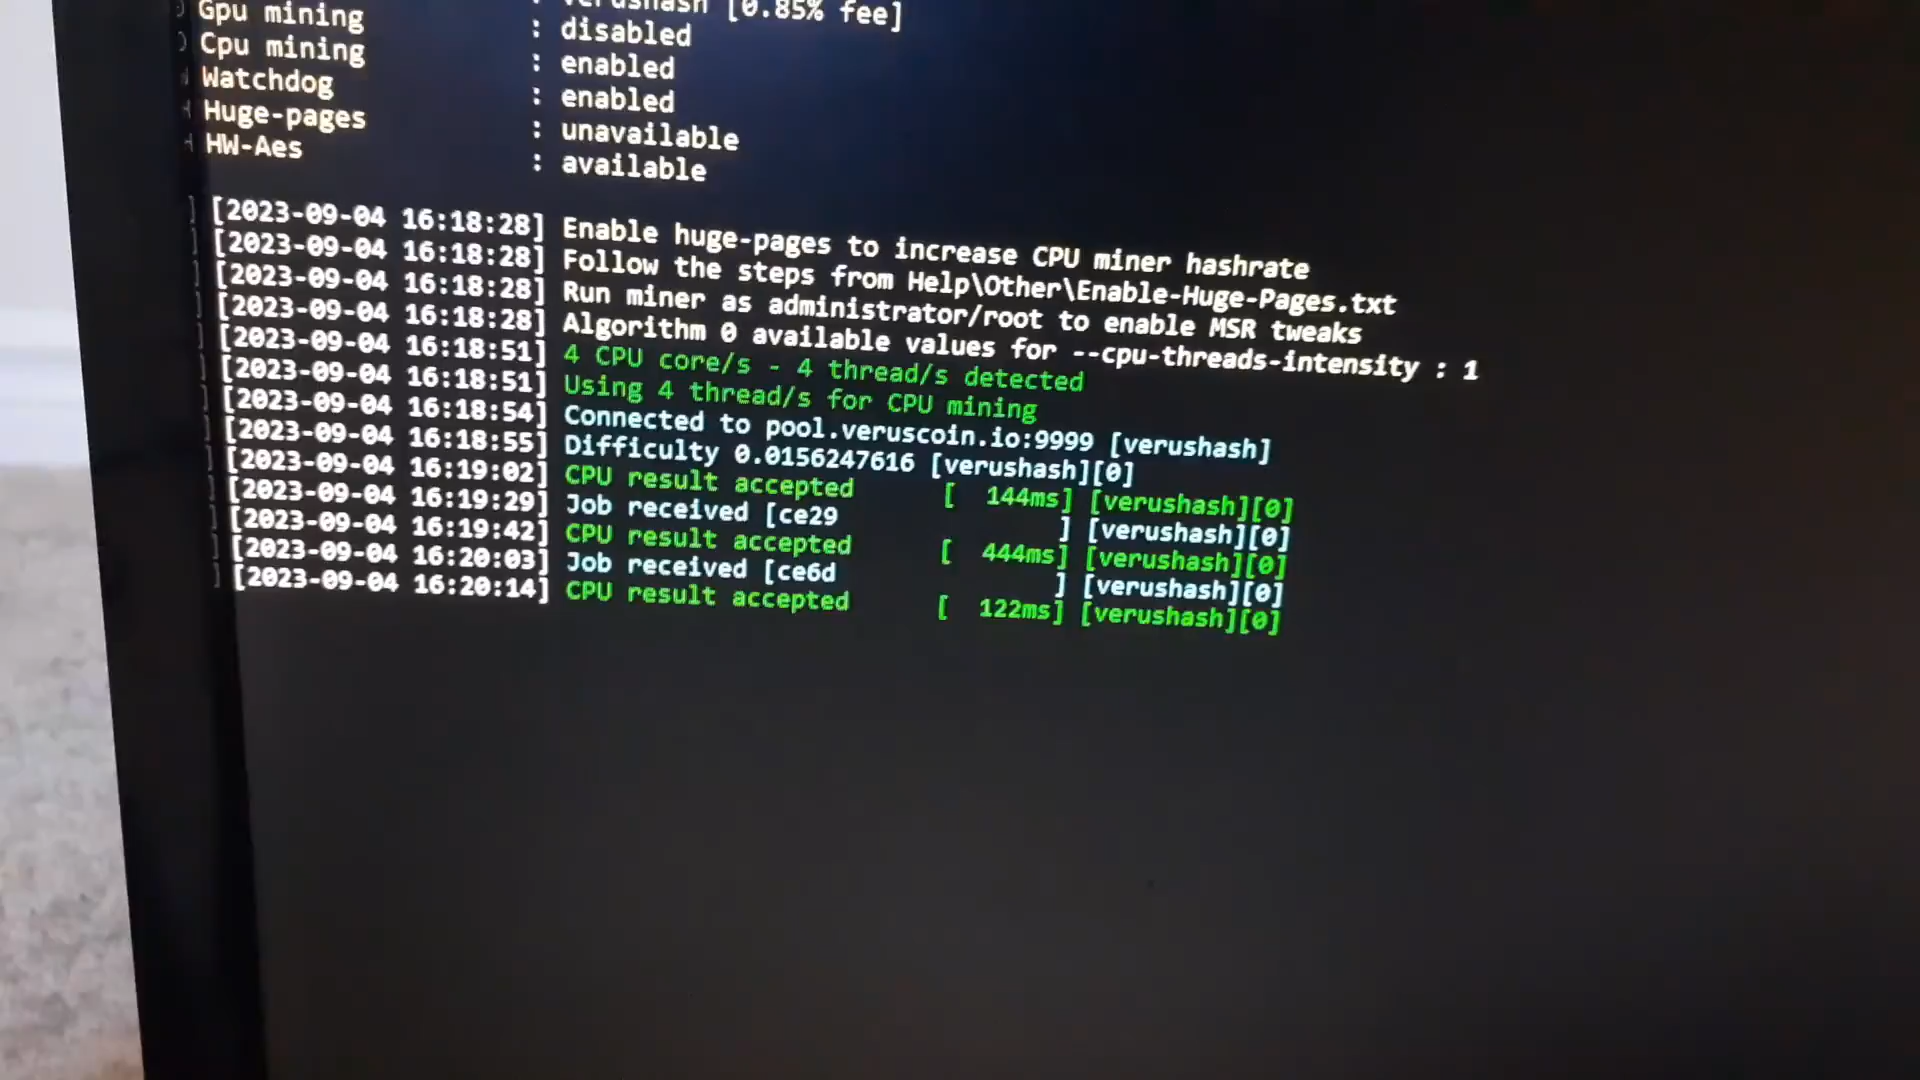 verushash [0.85% fee]
Gpu mining : disabled
Cpu mining : enabled
Watchdog : enabled
Huge-pages : unavailable
HW-Aes : available
[2023-09-04 16:18:28] Enable huge-pages to increase CPU miner hashrate
[2023-09-04 16:18:28] Follow the steps from Help\Other\Enable-Huge-Pages.txt
[2023-09-04 16:18:28] Run miner as administrator/root to enable MSR tweaks
[2023-09-04 16:18:28] Algorithm 0 available values for --cpu-threads-intensity : 1
[2023-09-04 16:18:51] 4 CPU core/s - 4 thread/s detected
[2023-09-04 16:18:51] Using 4 thread/s for CPU mining
[2023-09-04 16:18:54] Connected to pool.veruscoin.io:9999 [verushash]
[2023-09-04 16:18:55] Difficulty 0.0156247616 [verushash][0]
[2023-09-04 16:19:02] CPU result accepted [ 144ms] [verushash][0]
[2023-09-04 16:19:29] Job received [ce29 ] [verushash][0]
[2023-09-04 16:19:42] CPU result accepted [ 444ms] [verushash][0]
[2023-09-04 16:20:03] Job received [ce6d ] [verushash][0]
[2023-09-04 16:20:14] CPU result accepted [ 122ms] [verushash][0]